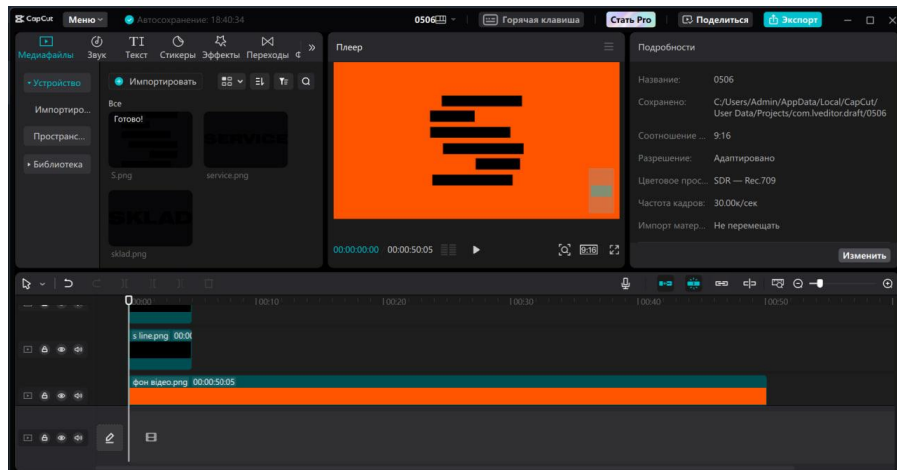 CapCut Меню Автосохранение: 18:40:34 0506 Горячая клавиша Стать Pro Поделиться Экспорт
Медиафайлы Звук TI Текст Стикеры Эффекты Переходы
Плеер
Подробности
Устройство
Импортиро...
Пространс...
Библиотека
Импортировать
Все
Готово!
S.png
SERVICE
service.png
SKLAD
sklad.png
00:00:00:00 00:00:50:05 9:16
Название: 0506
Сохранено: C:/Users/Admin/AppData/Local/CapCut/
User Data/Projects/com.lveditor.draft/0506
Соотношение ... 9:16
Разрешение: Адаптировано
Цветовое прос... SDR — Rec.709
Частота кадров: 30.00к/сек
Импорт матер... Не перемещать
Изменить
00:00 00:10 00:20 00:30 00:40 00:50
s line.png 00:00
фон відео.png 00:00:50:05